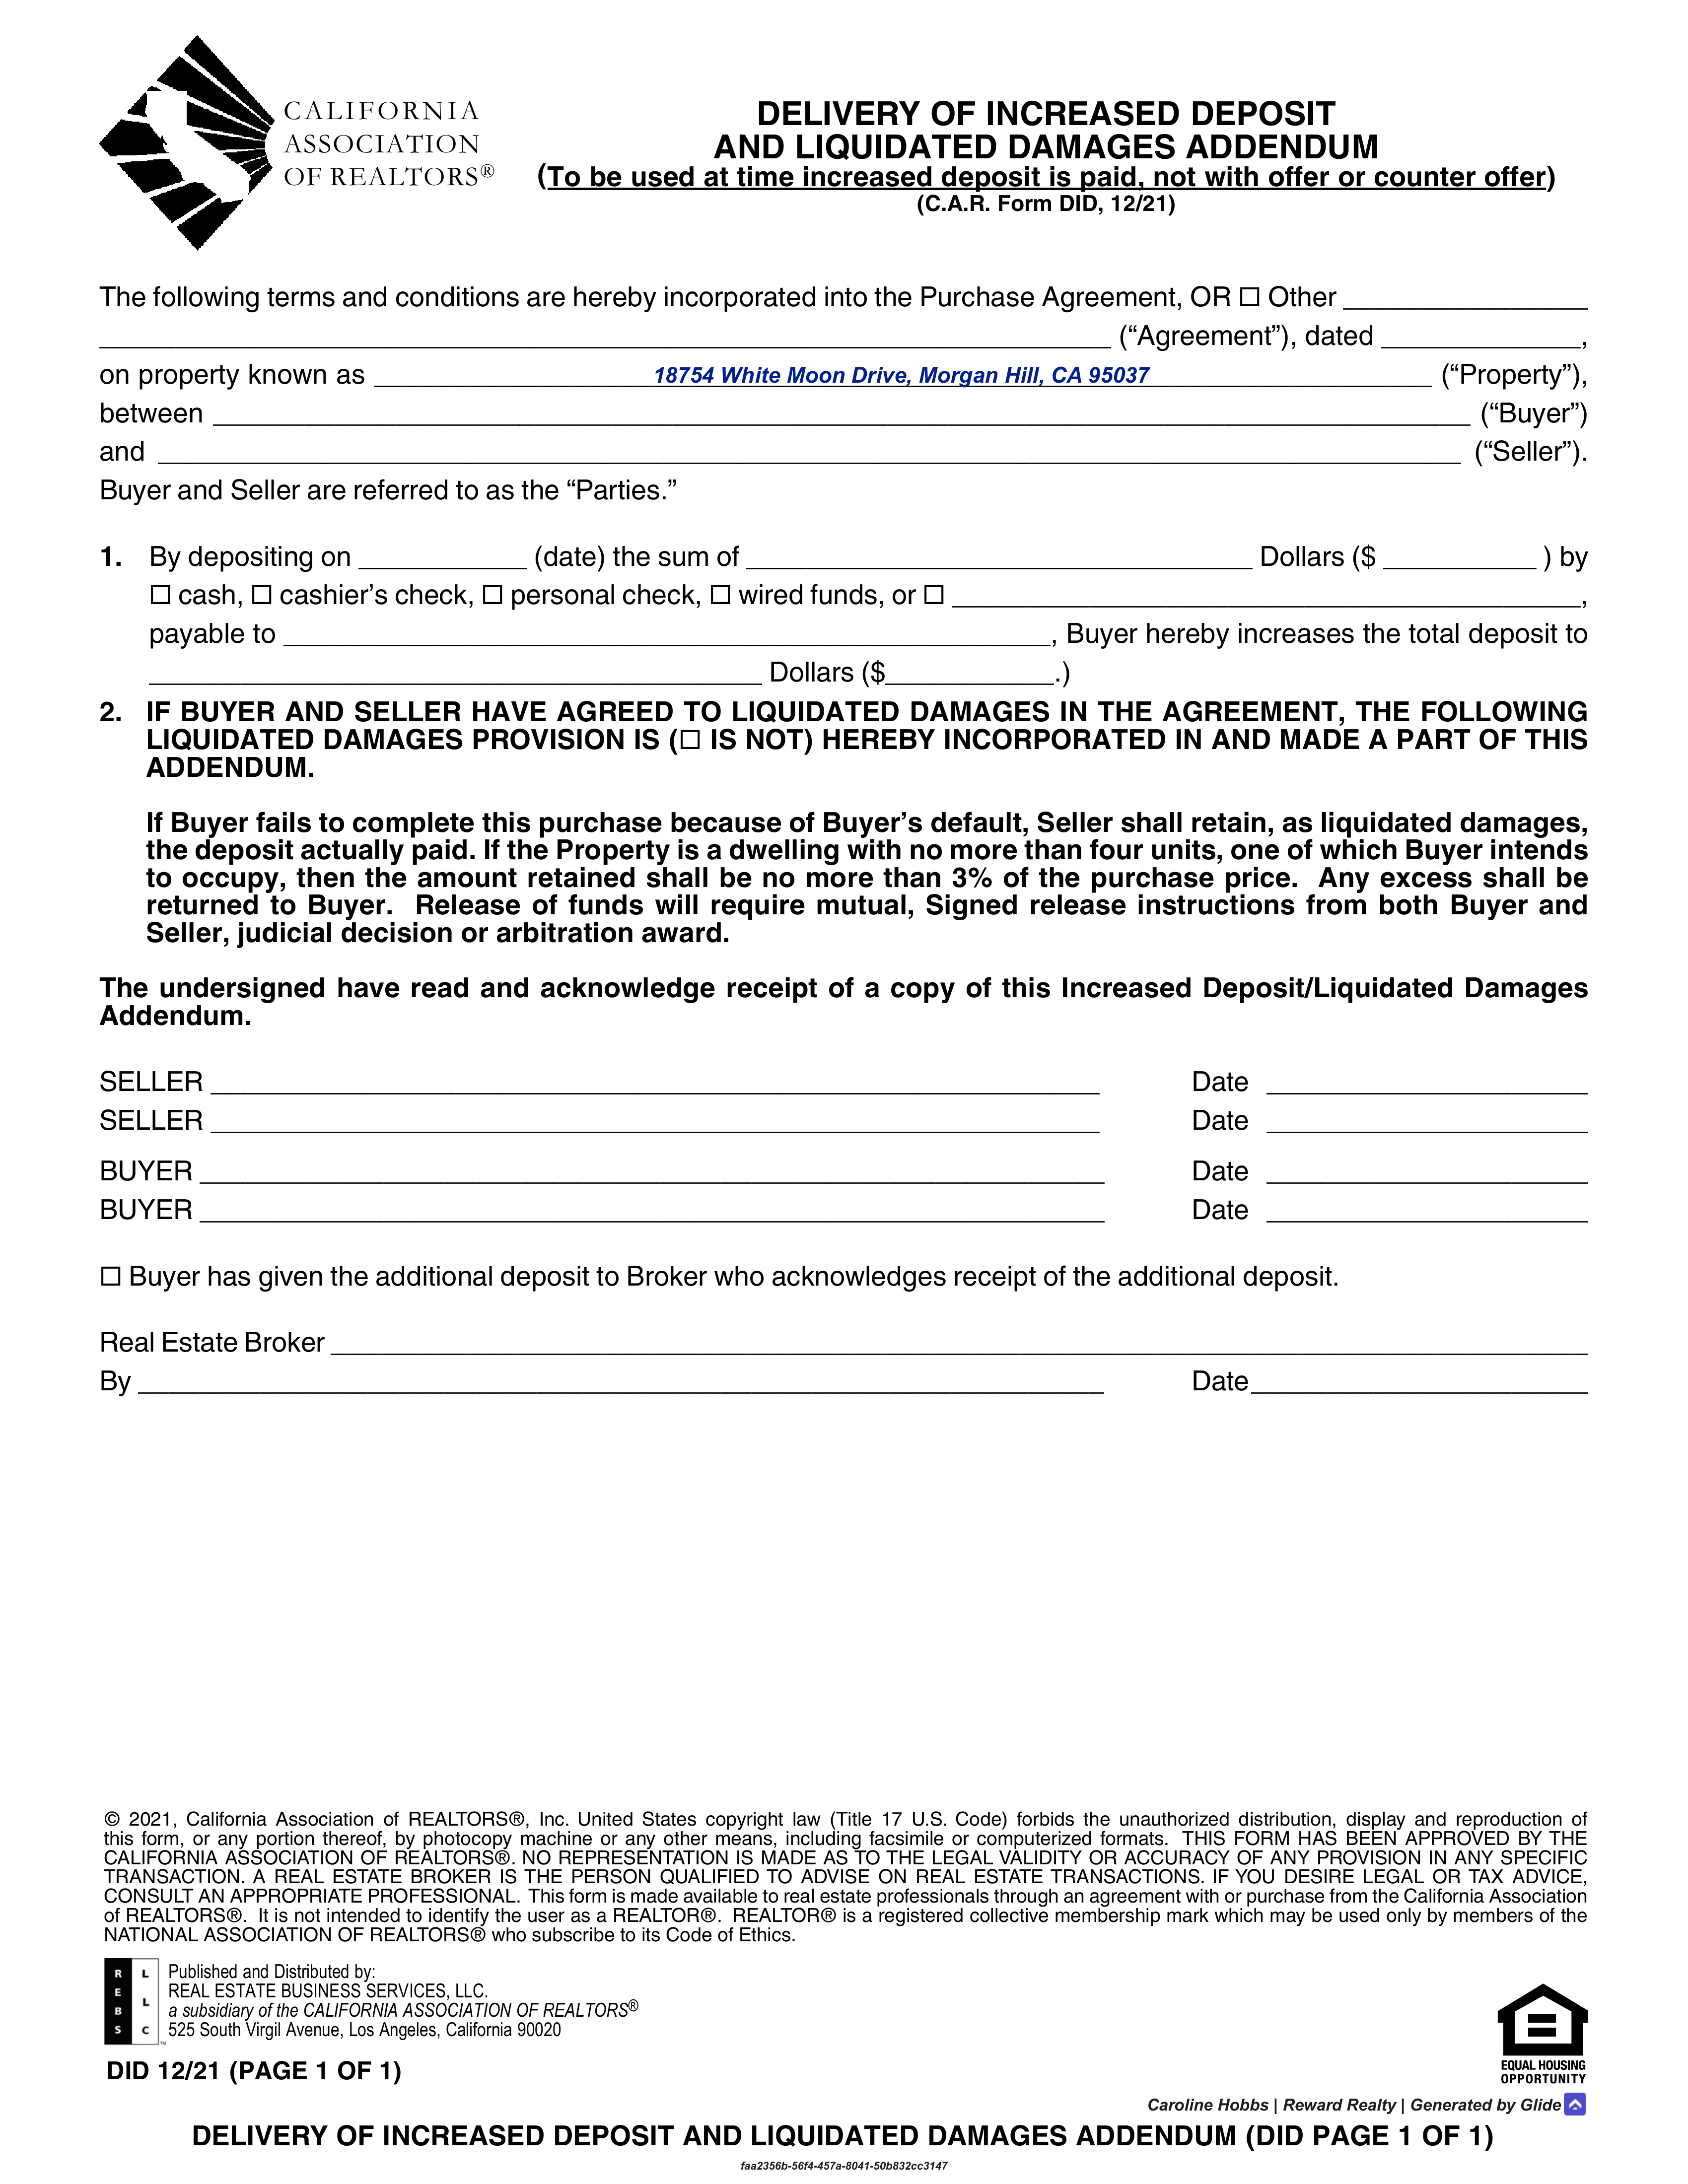 CALIFORNIA
ASSOCIATION
OF REALTORS®
DELIVERY OF INCREASED DEPOSIT
AND LIQUIDATED DAMAGES ADDENDUM
(To be used at time increased deposit is paid, not with offer or counter offer)
(C.A.R. Form DID, 12/21)
The following terms and conditions are hereby incorporated into the Purchase Agreement, OR ☐ Other
(“Agreement”), dated ,
on property known as 18754 White Moon Drive, Morgan Hill, CA 95037 (“Property”),
between (“Buyer”)
and (“Seller”).
Buyer and Seller are referred to as the “Parties.”
1. By depositing on (date) the sum of Dollars ($ ) by
☐ cash, ☐ cashier’s check, ☐ personal check, ☐ wired funds, or ☐ ,
payable to , Buyer hereby increases the total deposit to
Dollars ($ .)
2. IF BUYER AND SELLER HAVE AGREED TO LIQUIDATED DAMAGES IN THE AGREEMENT, THE FOLLOWING
LIQUIDATED DAMAGES PROVISION IS (☐ IS NOT) HEREBY INCORPORATED IN AND MADE A PART OF THIS
ADDENDUM.
If Buyer fails to complete this purchase because of Buyer’s default, Seller shall retain, as liquidated damages,
the deposit actually paid. If the Property is a dwelling with no more than four units, one of which Buyer intends
to occupy, then the amount retained shall be no more than 3% of the purchase price. Any excess shall be
returned to Buyer. Release of funds will require mutual, Signed release instructions from both Buyer and
Seller, judicial decision or arbitration award.
The undersigned have read and acknowledge receipt of a copy of this Increased Deposit/Liquidated Damages
Addendum.
SELLER Date
SELLER Date
BUYER Date
BUYER Date
☐ Buyer has given the additional deposit to Broker who acknowledges receipt of the additional deposit.
Real Estate Broker
By Date
© 2021, California Association of REALTORS®, Inc. United States copyright law (Title 17 U.S. Code) forbids the unauthorized distribution, display and reproduction of
this form, or any portion thereof, by photocopy machine or any other means, including facsimile or computerized formats. THIS FORM HAS BEEN APPROVED BY THE
CALIFORNIA ASSOCIATION OF REALTORS®. NO REPRESENTATION IS MADE AS TO THE LEGAL VALIDITY OR ACCURACY OF ANY PROVISION IN ANY SPECIFIC
TRANSACTION. A REAL ESTATE BROKER IS THE PERSON QUALIFIED TO ADVISE ON REAL ESTATE TRANSACTIONS. IF YOU DESIRE LEGAL OR TAX ADVICE,
CONSULT AN APPROPRIATE PROFESSIONAL. This form is made available to real estate professionals through an agreement with or purchase from the California Association
of REALTORS®. It is not intended to identify the user as a REALTOR®. REALTOR® is a registered collective membership mark which may be used only by members of the
NATIONAL ASSOCIATION OF REALTORS® who subscribe to its Code of Ethics.
R L
E L
B
S C ™
Published and Distributed by:
REAL ESTATE BUSINESS SERVICES, LLC.
a subsidiary of the CALIFORNIA ASSOCIATION OF REALTORS®
525 South Virgil Avenue, Los Angeles, California 90020
EQUAL HOUSING
OPPORTUNITY
DID 12/21 (PAGE 1 OF 1)
Caroline Hobbs | Reward Realty | Generated by Glide
DELIVERY OF INCREASED DEPOSIT AND LIQUIDATED DAMAGES ADDENDUM (DID PAGE 1 OF 1)
faa2356b-56f4-457a-8041-50b832cc3147